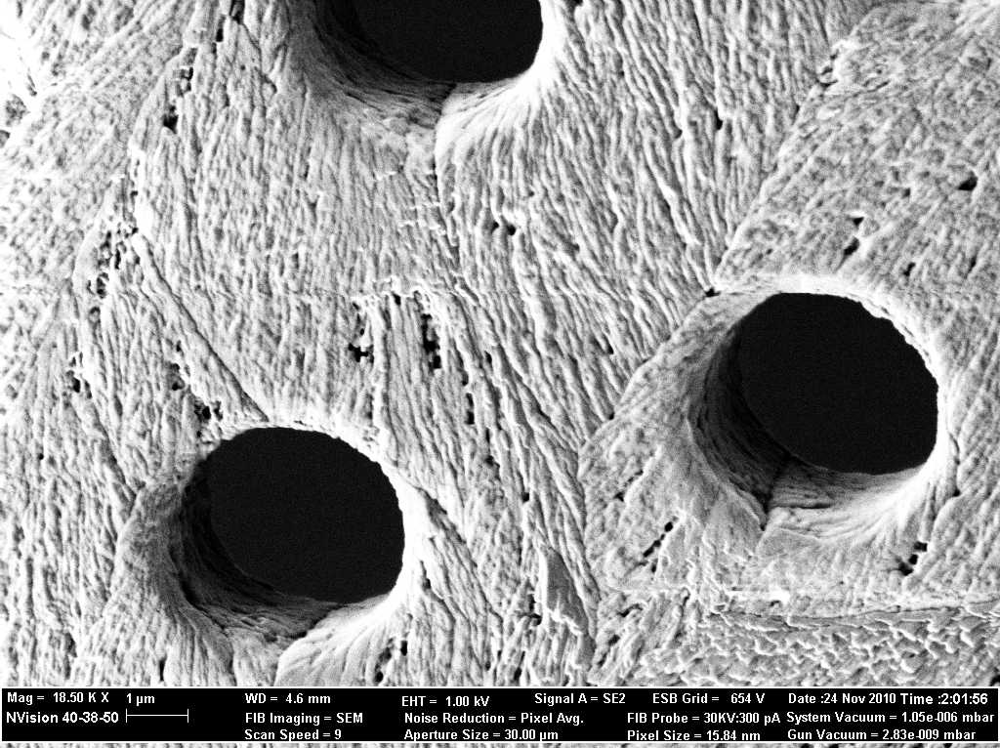 Mag = 18.50 K X 1 µm WD = 4.6 mm EHT = 1.00 kV Signal A = SE2 ESB Grid = 654 V Date :24 Nov 2010 Time :2:01:56
NVision 40-38-50 FIB Imaging = SEM Noise Reduction = Pixel Avg. FIB Probe = 30KV:300 pA System Vacuum = 1.05e-006 mbar
Scan Speed = 9 Aperture Size = 30.00 µm Pixel Size = 15.84 nm Gun Vacuum = 2.83e-009 mbar